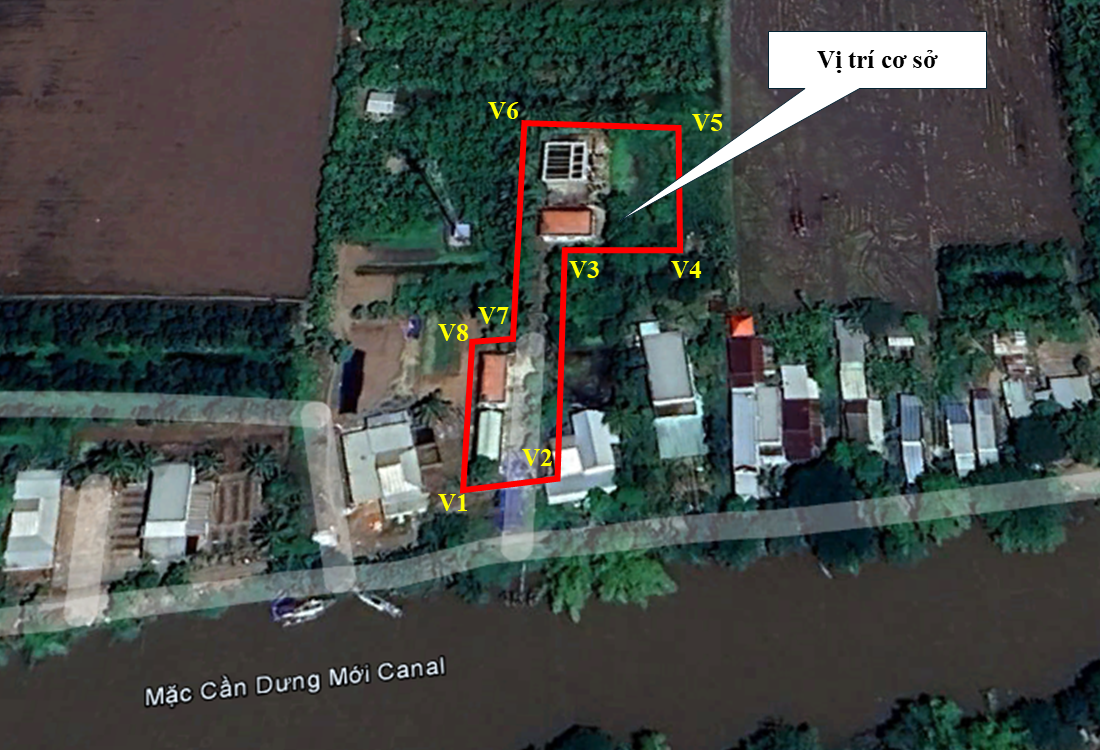 Vị trí cơ sở
V6
V5
V3
V4
V7
V8
V2
V1
Mặc Cần Dưng Mới Canal